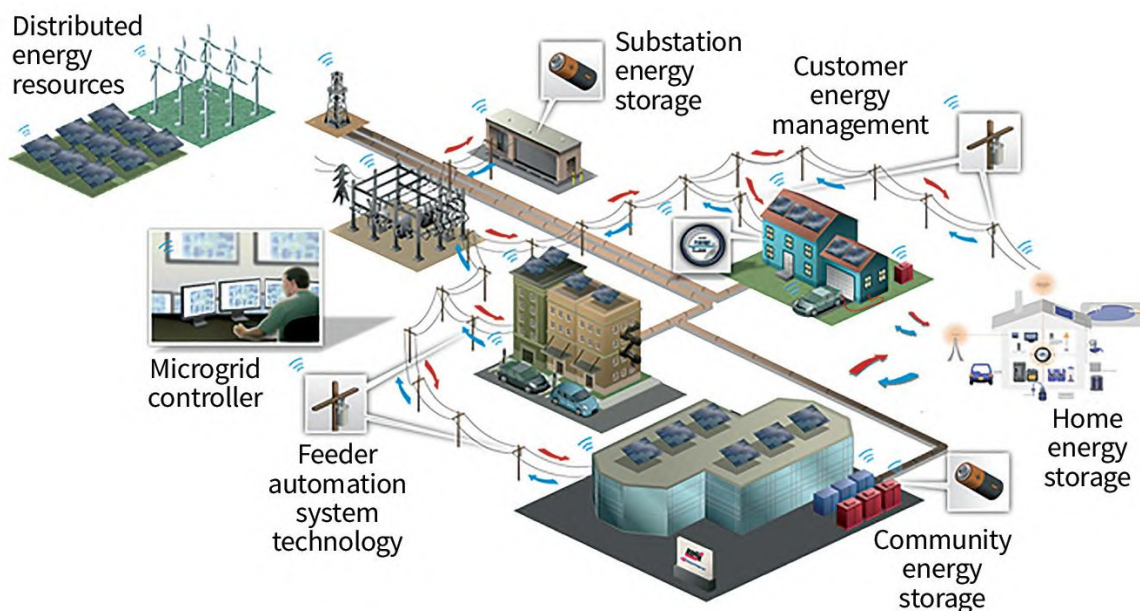 Distributed
energy
resources
Substation
energy
storage
Customer
energy
management
Microgrid
controller
Feeder
automation
system
technology
Home
energy
storage
Community
energy
storage